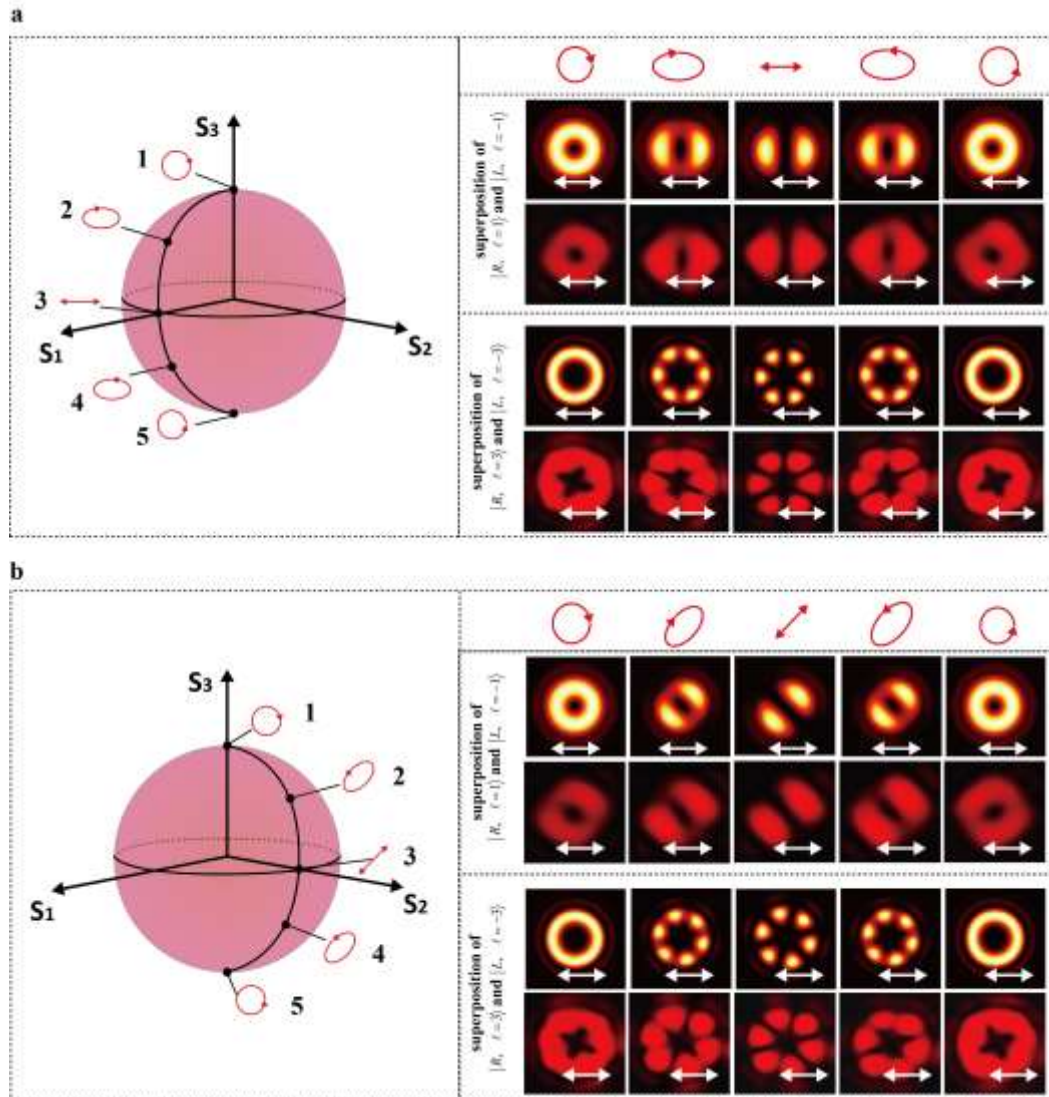 a
S3
1
2
3
S1
S2
4
5
superposition of
|R, ℓ=1⟩ and |L, ℓ=-1⟩
superposition of
|R, ℓ=3⟩ and |L, ℓ=-3⟩
b
S3
1
2
3
S1
S2
4
5
superposition of
|R, ℓ=1⟩ and |L, ℓ=-1⟩
superposition of
|R, ℓ=3⟩ and |L, ℓ=-3⟩